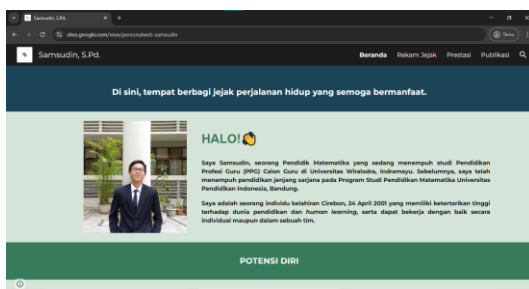 Samsudin, S.Pd.
sites.google.com/view/personalweb-samsudin
Tamu
Samsudin, S.Pd.
Beranda Rekam Jejak Prestasi Publikasi
Di sini, tempat berbagi jejak perjalanan hidup yang semoga bermanfaat.
HALO!
Saya Samsudin, seorang Pendidik Matematika yang sedang menempuh studi Pendidikan
Profesi Guru (PPG) Calon Guru di Universitas Wiralodra, Indramayu. Sebelumnya, saya telah
menempuh pendidikan jenjang sarjana pada Program Studi Pendidikan Matematika Universitas
Pendidikan Indonesia, Bandung.
Saya adalah seorang individu kelahiran Cirebon, 24 April 2001 yang memiliki ketertarikan tinggi
terhadap dunia pendidikan dan human learning, serta dapat bekerja dengan baik secara
individual maupun dalam sebuah tim.
POTENSI DIRI